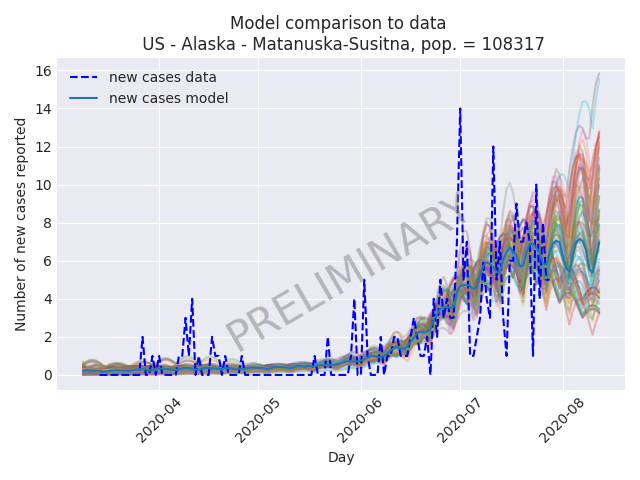 Model comparison to data
US - Alaska - Matanuska-Susitna, pop. = 108317
new cases data
new cases model
Number of new cases reported
16
14
12
10
8
6
4
2
0
PRELIMINARY
2020-04
2020-05
2020-06
2020-07
2020-08
Day